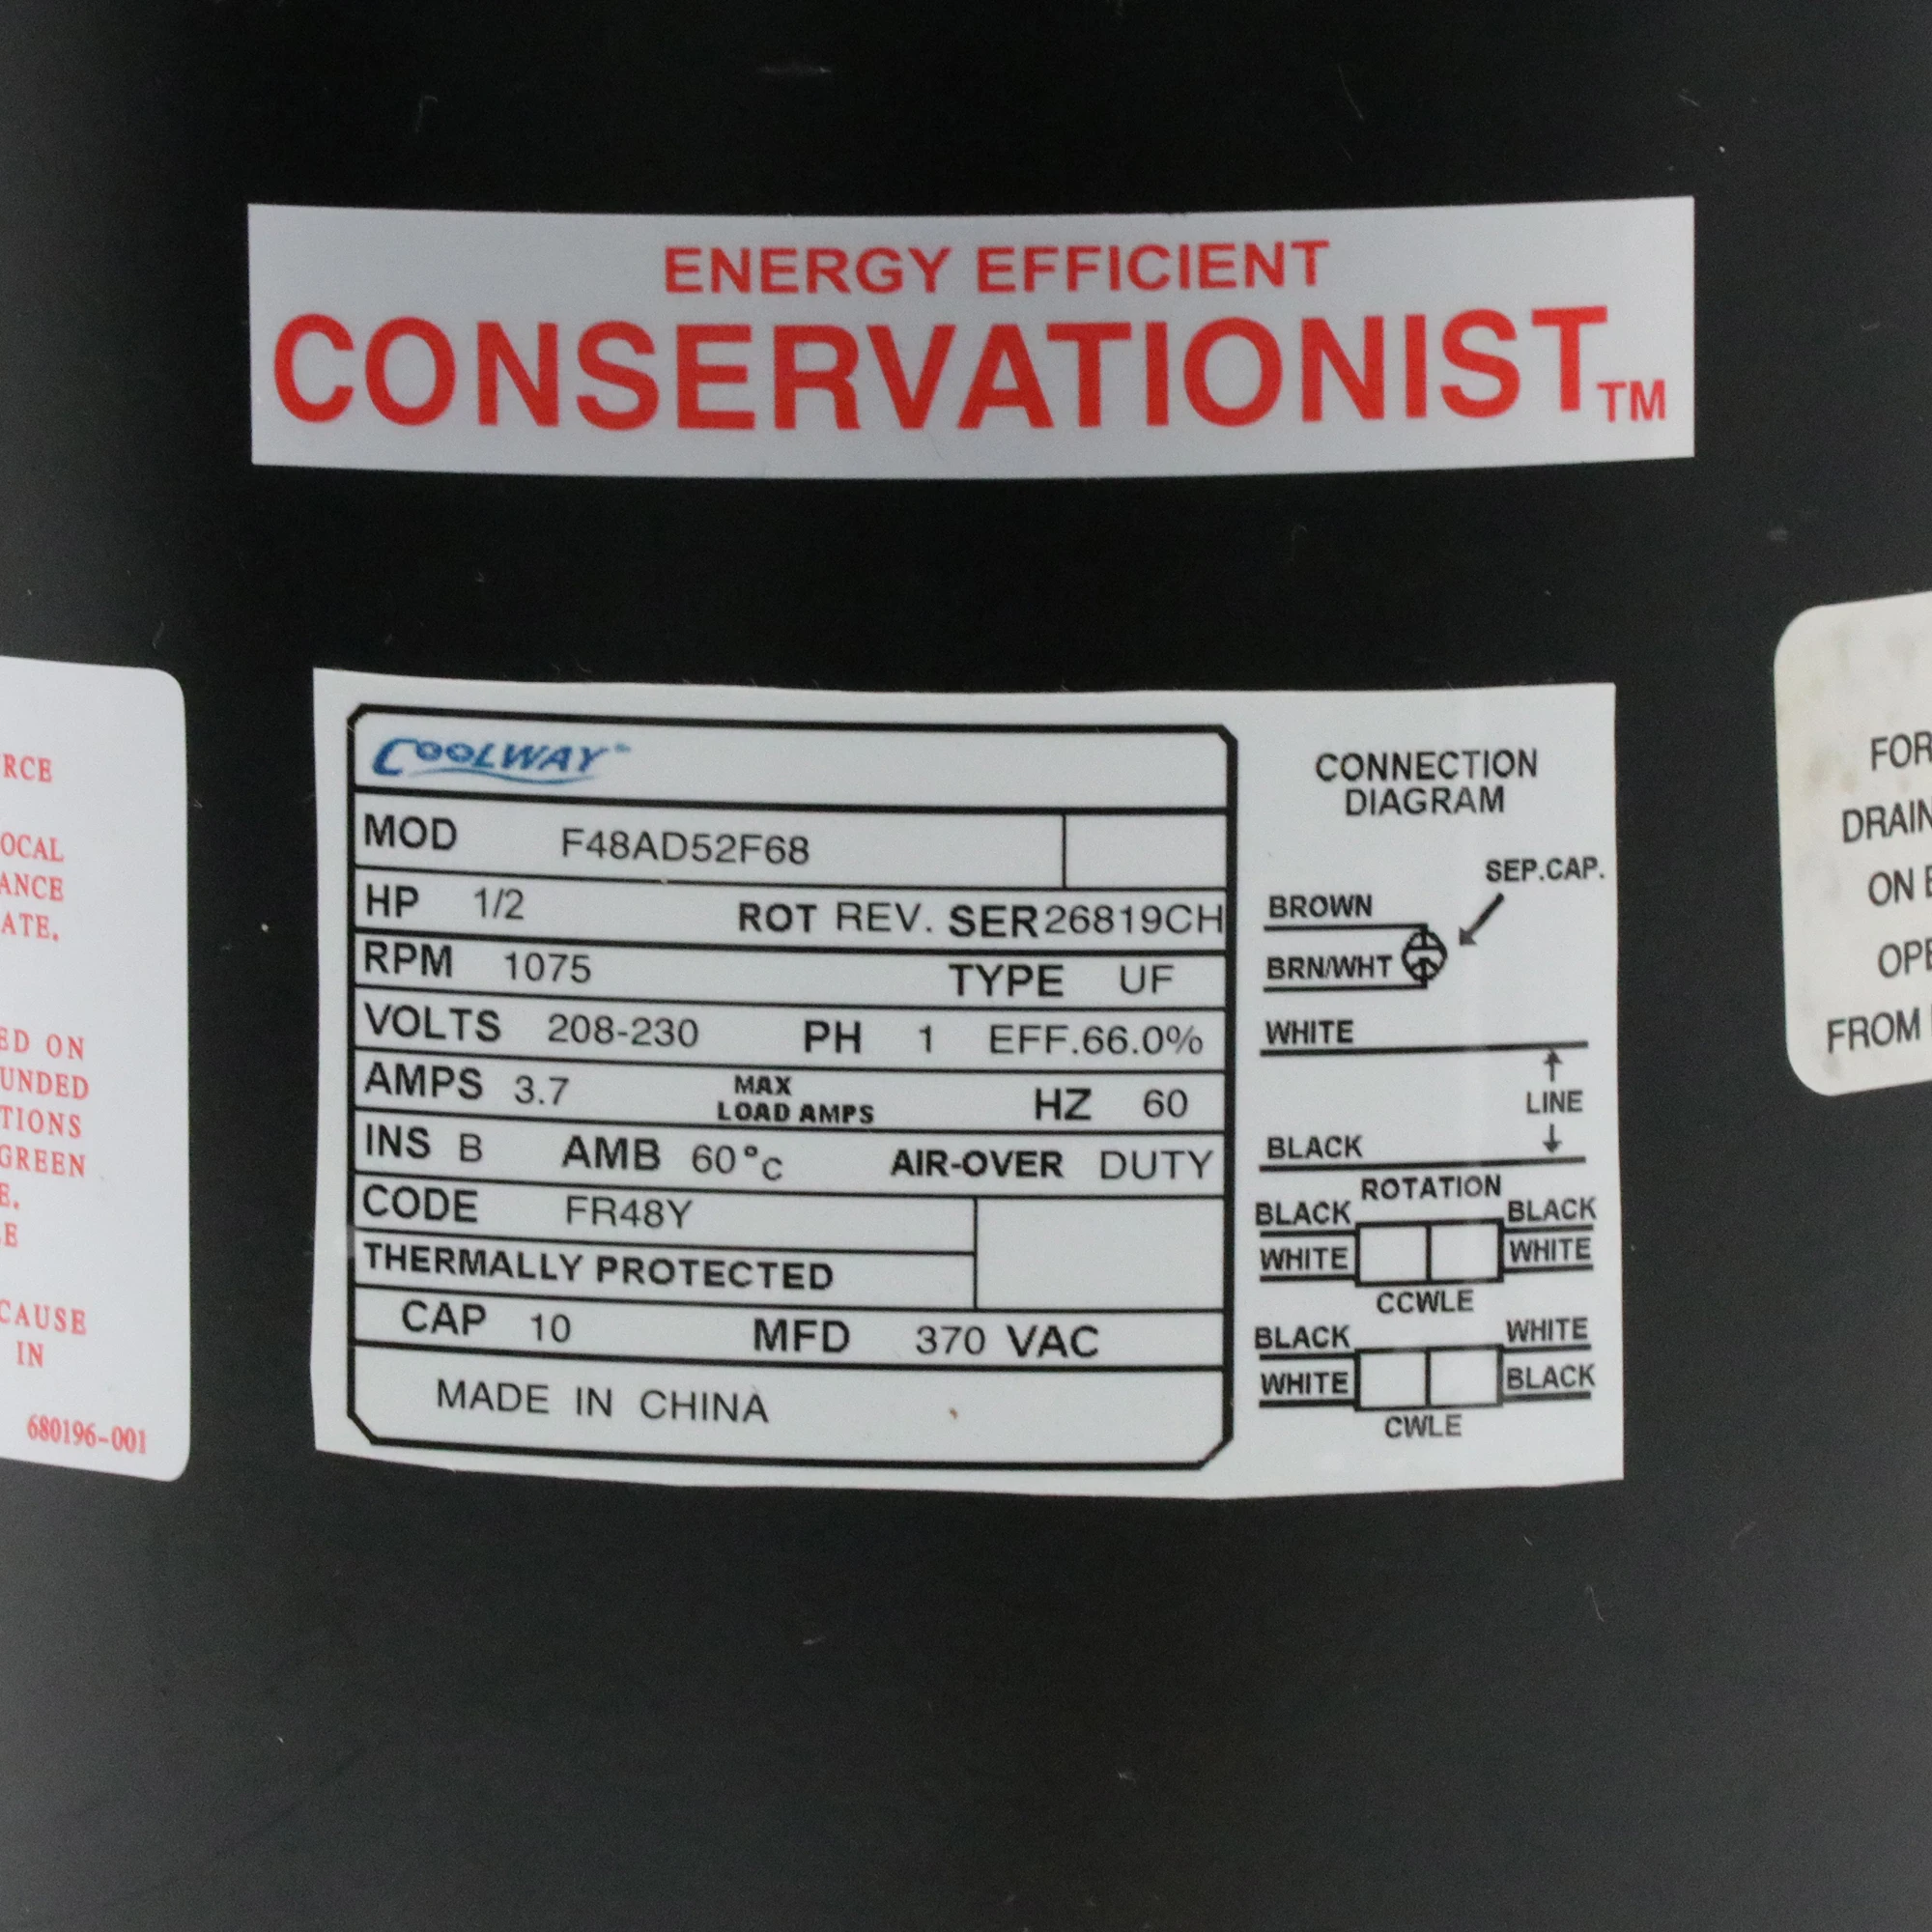 ENERGY EFFICIENT
CONSERVATIONIST TM
RCE
OCAL
ANCE
ATE.
ED ON
UNDED
TIONS
GREEN
E.
E
CAUSE
IN
680196-001
COOLWAY
MOD F48AD52F68
HP 1/2 ROT REV. SER 26819CH
RPM 1075 TYPE UF
VOLTS 208-230 PH 1 EFF.66.0%
AMPS 3.7 MAX LOAD AMPS HZ 60
INS B AMB 60°C AIR-OVER DUTY
CODE FR48Y
THERMALLY PROTECTED
CAP 10 MFD 370 VAC
MADE IN CHINA
CONNECTION
DIAGRAM
SEP.CAP.
BROWN
BRN/WHT
WHITE
LINE
BLACK
ROTATION
BLACK BLACK
WHITE WHITE
CCWLE
BLACK WHITE
WHITE BLACK
CWLE
FOR
DRAIN
ON
OPE
FROM